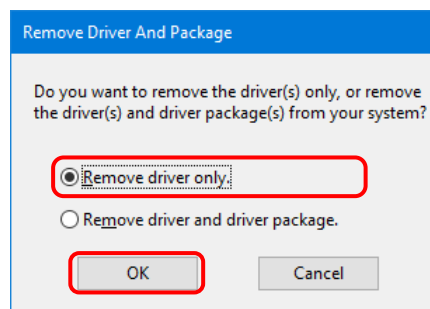 Remove Driver And Package
Do you want to remove the driver(s) only, or remove
the driver(s) and driver package(s) from your system?
Remove driver only.
Remove driver and driver package.
OK
Cancel